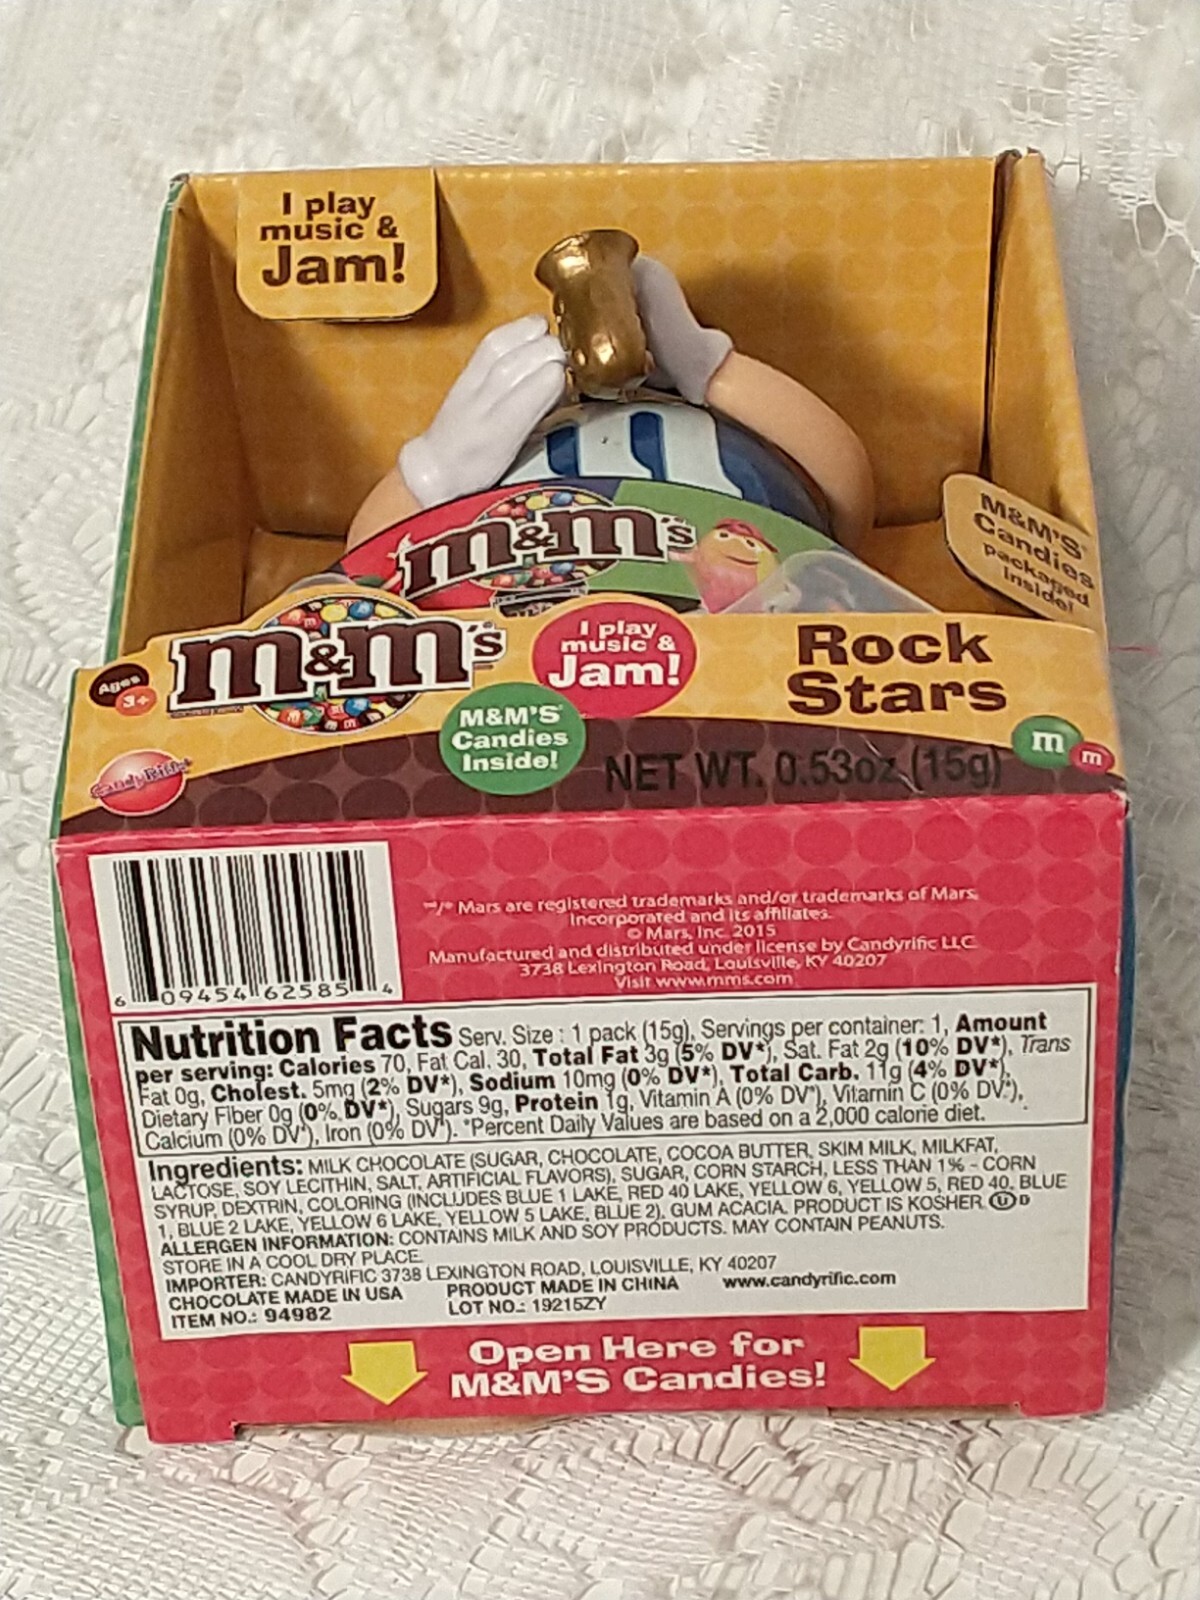 I play
music &
Jam!
m&m's
M&M'S
Candies
packaged
inside!
Ages
3+
m&m's®
I play
music &
Jam!
Rock
Stars
M&M'S
Candies
Inside!
Candy Rific
NET WT. 0.53oz (15g)
m
m
6 09454 62585 4
™/® Mars are registered trademarks and/or trademarks of Mars,
Incorporated and its affiliates.
© Mars, Inc. 2015
Manufactured and distributed under license by Candyrific LLC
3738 Lexington Road, Louisville, KY 40207
Visit www.mms.com
Nutrition Facts Serv. Size : 1 pack (15g), Servings per container: 1, Amount
per serving: Calories 70, Fat Cal. 30, Total Fat 3g (5% DV*), Sat. Fat 2g (10% DV*), Trans
Fat 0g, Cholest. 5mg (2% DV*), Sodium 10mg (0% DV*), Total Carb. 11g (4% DV*),
Dietary Fiber 0g (0% DV*), Sugars 9g, Protein 1g, Vitamin A (0% DV*), Vitamin C (0% DV*),
Calcium (0% DV*), Iron (0% DV*). *Percent Daily Values are based on a 2,000 calorie diet.
Ingredients: MILK CHOCOLATE (SUGAR, CHOCOLATE, COCOA BUTTER, SKIM MILK, MILKFAT,
LACTOSE, SOY LECITHIN, SALT, ARTIFICIAL FLAVORS), SUGAR, CORN STARCH, LESS THAN 1% - CORN
SYRUP, DEXTRIN, COLORING (INCLUDES BLUE 1 LAKE, RED 40 LAKE, YELLOW 6, YELLOW 5, RED 40, BLUE
1, BLUE 2 LAKE, YELLOW 6 LAKE, YELLOW 5 LAKE, BLUE 2), GUM ACACIA. PRODUCT IS KOSHER Ⓤ D
ALLERGEN INFORMATION: CONTAINS MILK AND SOY PRODUCTS. MAY CONTAIN PEANUTS.
STORE IN A COOL DRY PLACE.
IMPORTER: CANDYRIFIC 3738 LEXINGTON ROAD, LOUISVILLE, KY 40207
CHOCOLATE MADE IN USA PRODUCT MADE IN CHINA www.candyrific.com
ITEM NO.: 94982 LOT NO.: 19215ZY
Open Here for
M&M'S Candies!